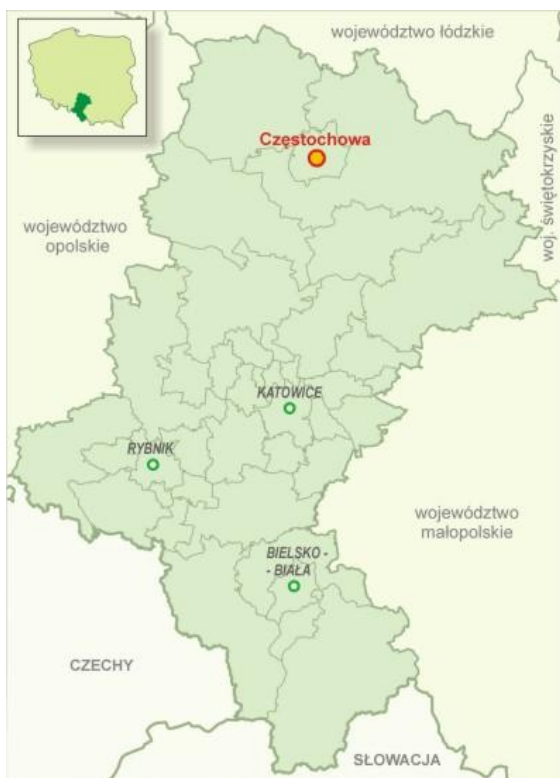 województwo łódzkie
Częstochowa
woj. świętokrzyskie
województwo
opolskie
KATOWICE
RYBNIK
województwo
małopolskie
BIELSKO -
- BIAŁA
CZECHY
SŁOWACJA